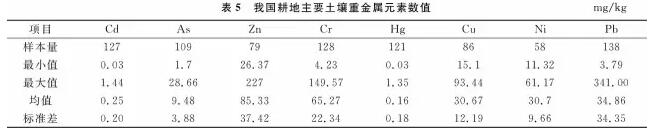 表5 我国耕地主要土壤重金属元素数值 mg/kg
项目 Cd As Zn Cr Hg Cu Ni Pb
样本量 127 109 79 128 121 86 58 138
最小值 0.03 1.7 26.37 4.23 0.03 15.1 11.32 3.79
最大值 1.44 28.66 227 149.57 1.35 93.44 61.17 341.00
均值 0.25 9.48 85.33 65.27 0.16 30.67 30.7 34.86
标准差 0.20 3.88 37.42 22.34 0.18 12.19 9.66 34.35